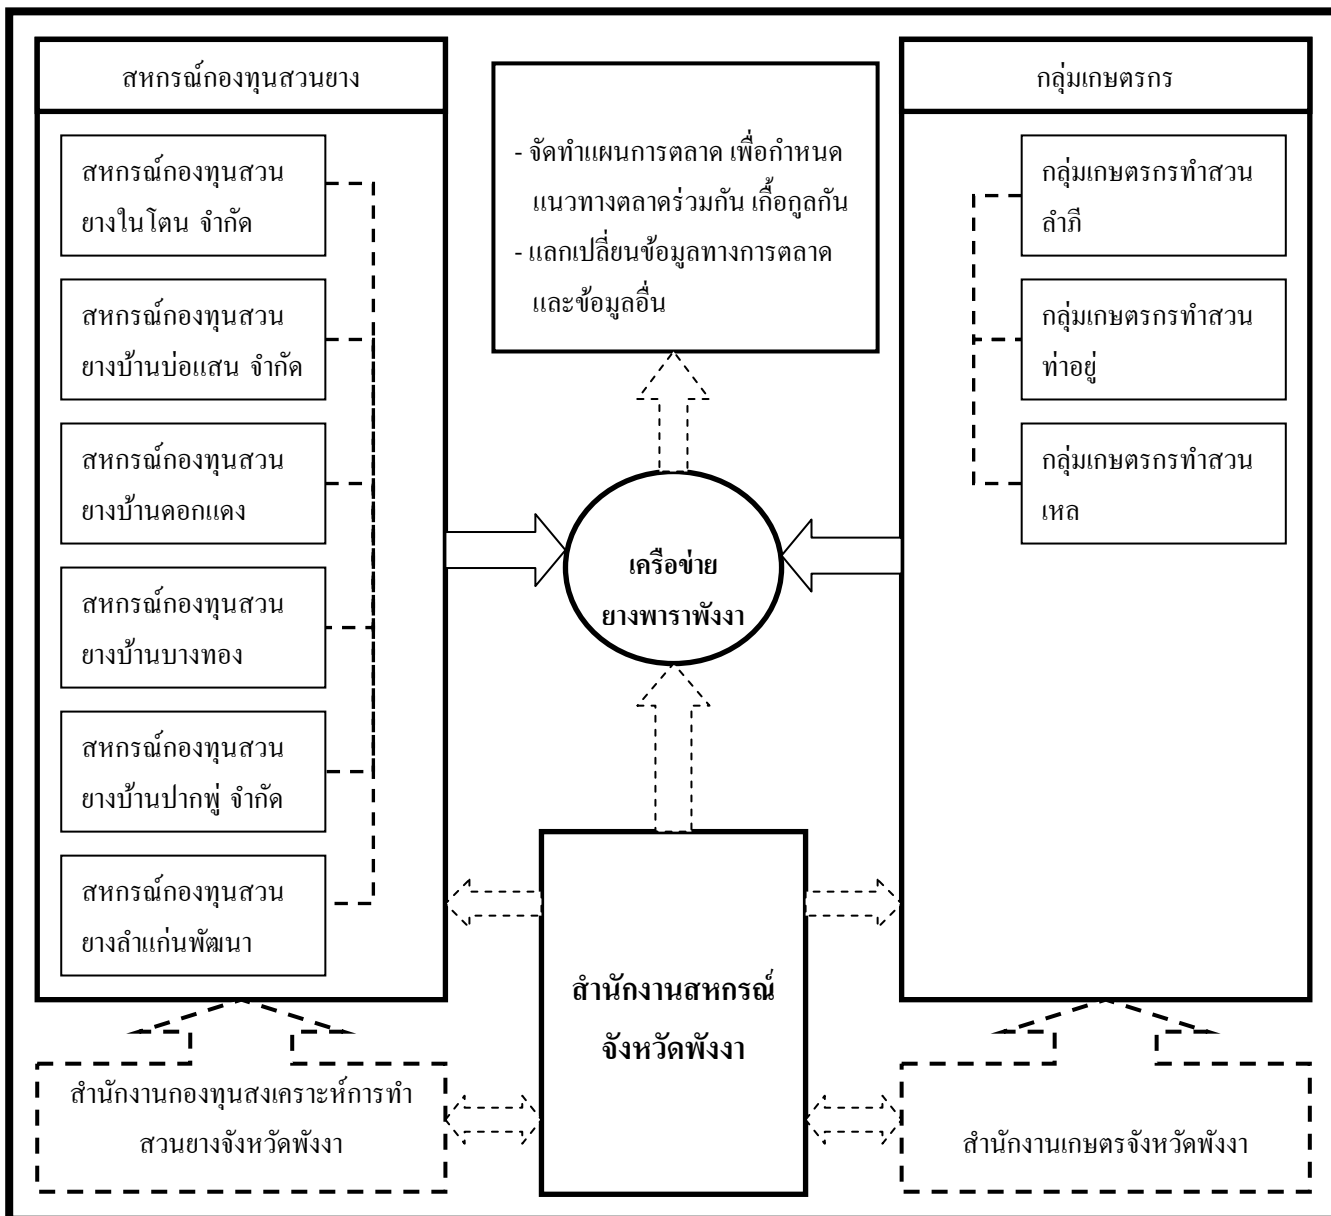 สหกรณ์กองทุนสวนยาง
สหกรณ์กองทุนสวน
ยางในโตน จำกัด
สหกรณ์กองทุนสวน
ยางบ้านบ่อแสน จำกัด
สหกรณ์กองทุนสวน
ยางบ้านดอกแดง
สหกรณ์กองทุนสวน
ยางบ้านบางทอง
สหกรณ์กองทุนสวน
ยางบ้านปากพู่ จำกัด
สหกรณ์กองทุนสวน
ยางลำแก่นพัฒนา
- จัดทำแผนการตลาด เพื่อกำหนด
แนวทางตลาดร่วมกัน เกื้อกูลกัน
- แลกเปลี่ยนข้อมูลทางการตลาด
และข้อมูลอื่น
เครือข่าย
ยางพาราพังงา
กลุ่มเกษตรกร
กลุ่มเกษตรกรทำสวน
ลำภี
กลุ่มเกษตรกรทำสวน
ท่าอยู่
กลุ่มเกษตรกรทำสวน
เหล
สำนักงานสหกรณ์
จังหวัดพังงา
สำนักงานกองทุนสงเคราะห์การทำ
สวนยางจังหวัดพังงา
สำนักงานเกษตรจังหวัดพังงา